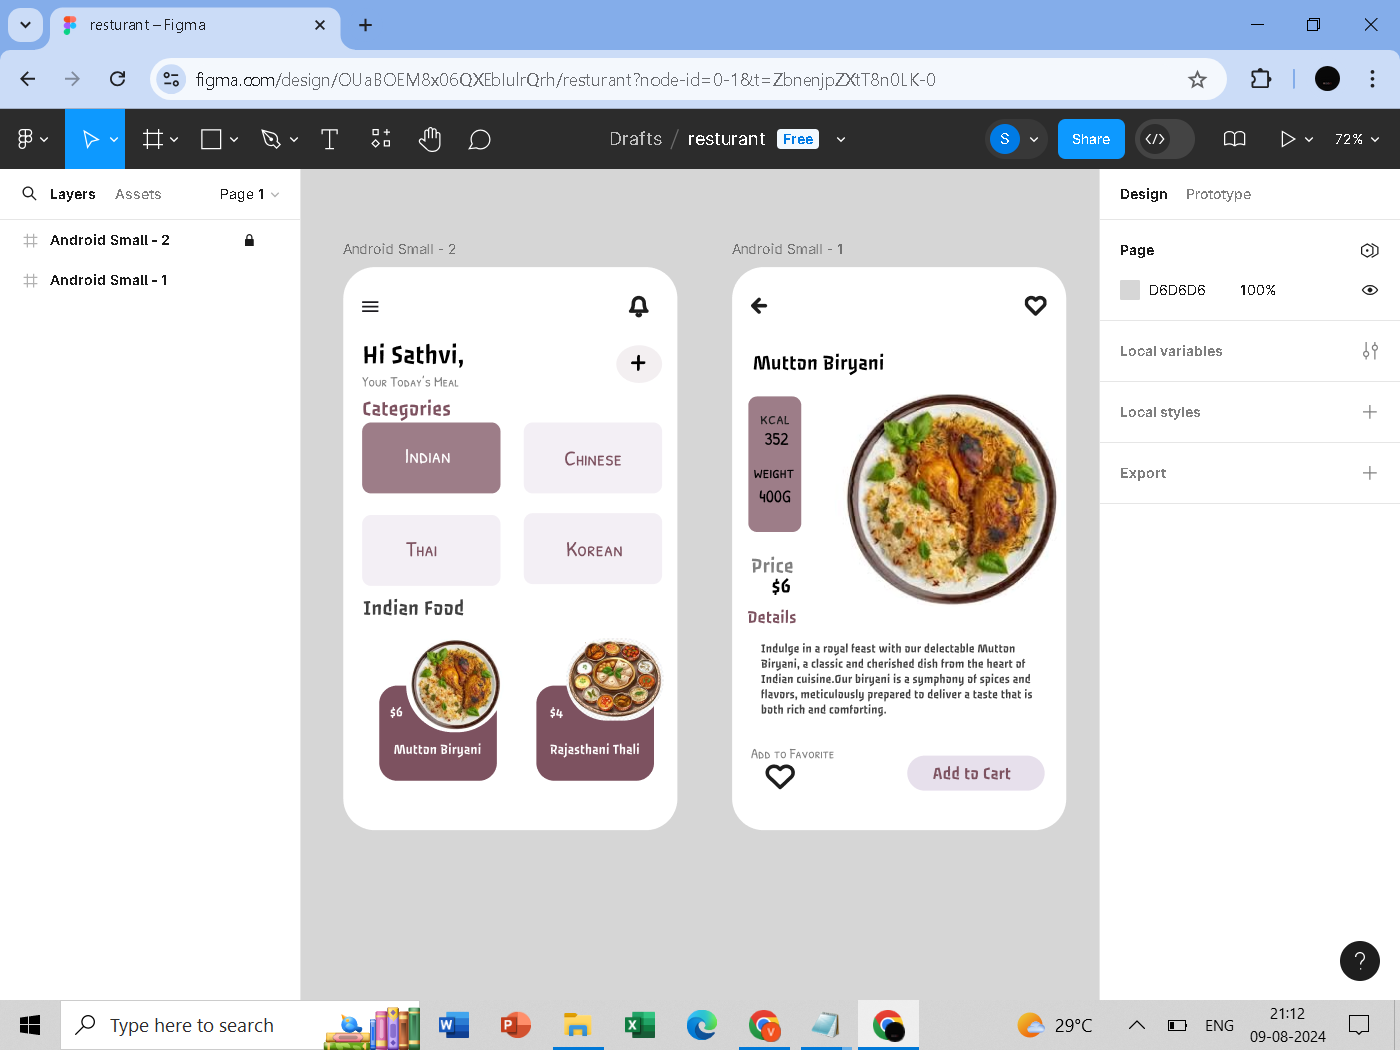 resturant – Figma
figma.com/design/OUaBOEM8x06QXEbIulrQrh/resturant?node-id=0-1&t=ZbnenjpZXtT8n0LK-0
Drafts / resturant Free
S
Share
72%
Layers Assets Page 1
Android Small - 2
Android Small - 1
Android Small - 2
Hi Sathvi,
Your Today's Meal
Categories
Indian
Chinese
Thai
Korean
Indian Food
$6
Mutton Biryani
$4
Rajasthani Thali
Android Small - 1
Mutton Biryani
KCAL
352
WEIGHT
400G
Price
$6
Details
Indulge in a royal feast with our delectable Mutton
Biryani, a classic and cherished dish from the heart of
Indian cuisine.Our biryani is a symphony of spices and
flavors, meticulously prepared to deliver a taste that is
both rich and comforting.
Add to Favorite
Add to Cart
Design Prototype
Page
D6D6D6 100%
Local variables
Local styles
Export
?
Type here to search
V
29°C
ENG
21:12
09-08-2024